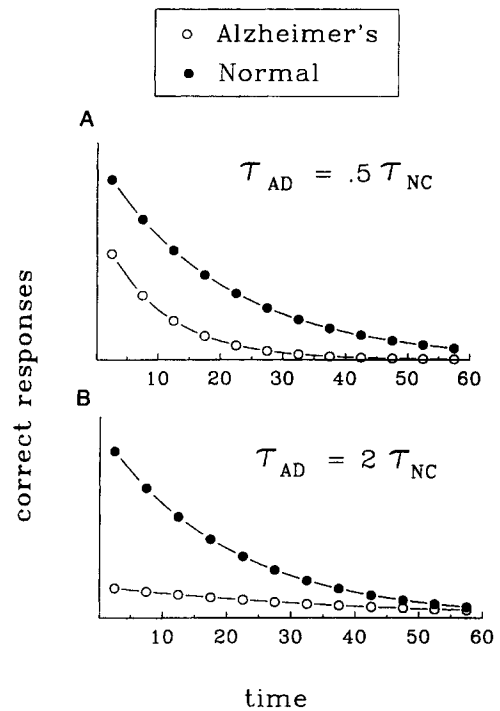 Alzheimer's
Normal
A
τ AD = .5 τ NC
10 20 30 40 50 60
B
τ AD = 2 τ NC
10 20 30 40 50 60
correct responses
time